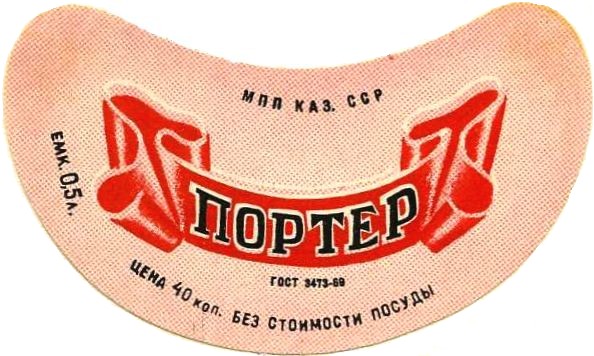 МПП КАЗ. ССР
ЕМК. 0,5 Л.
ПОРТЕР
ГОСТ 3473-69
ЦЕНА 40 коп. БЕЗ СТОИМОСТИ ПОСУДЫ